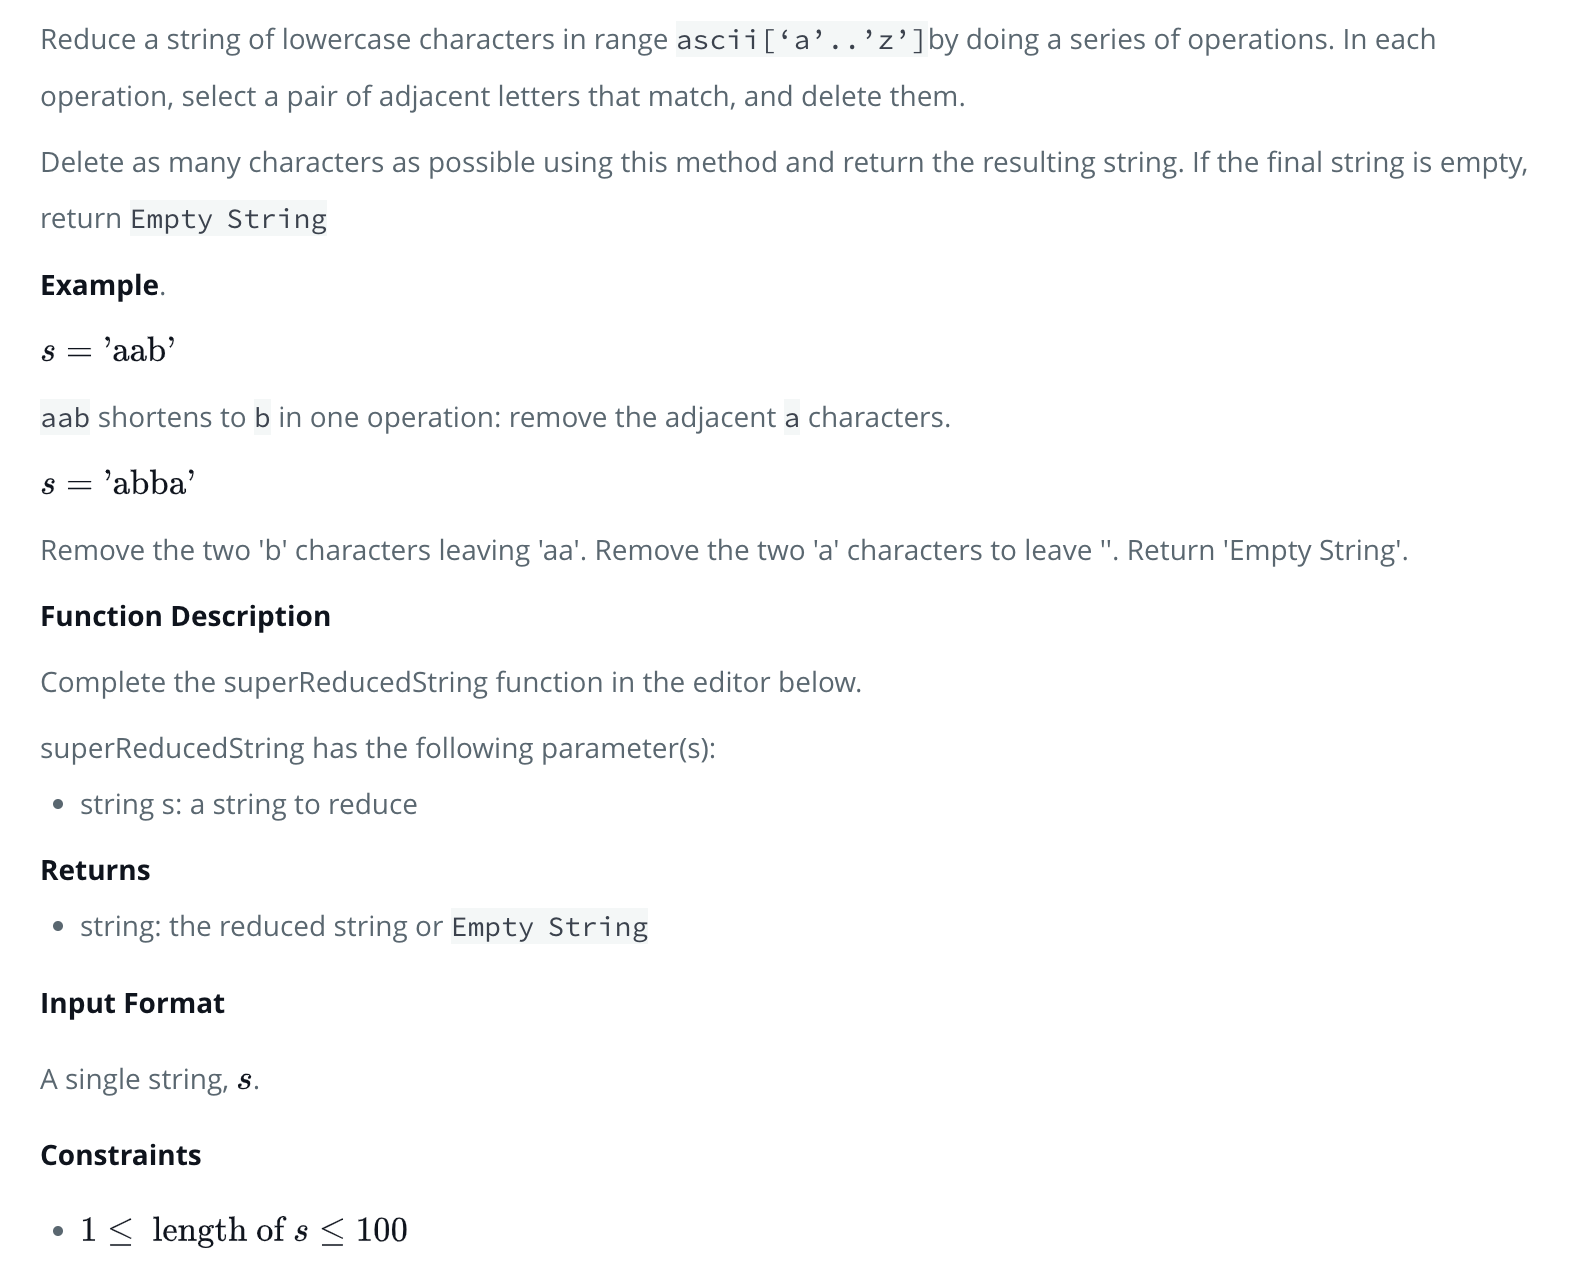 Reduce a string of lowercase characters in range ascii[‘a’..’z’]by doing a series of operations. In each
operation, select a pair of adjacent letters that match, and delete them.
Delete as many characters as possible using this method and return the resulting string. If the final string is empty,
return Empty String
Example.
s = ’aab’
aab shortens to b in one operation: remove the adjacent a characters.
s = ’abba’
Remove the two 'b' characters leaving 'aa'. Remove the two 'a' characters to leave ''. Return 'Empty String'.
Function Description
Complete the superReducedString function in the editor below.
superReducedString has the following parameter(s):
• string s: a string to reduce
Returns
• string: the reduced string or Empty String
Input Format
A single string, s.
Constraints
• 1 ≤ length of s ≤ 100